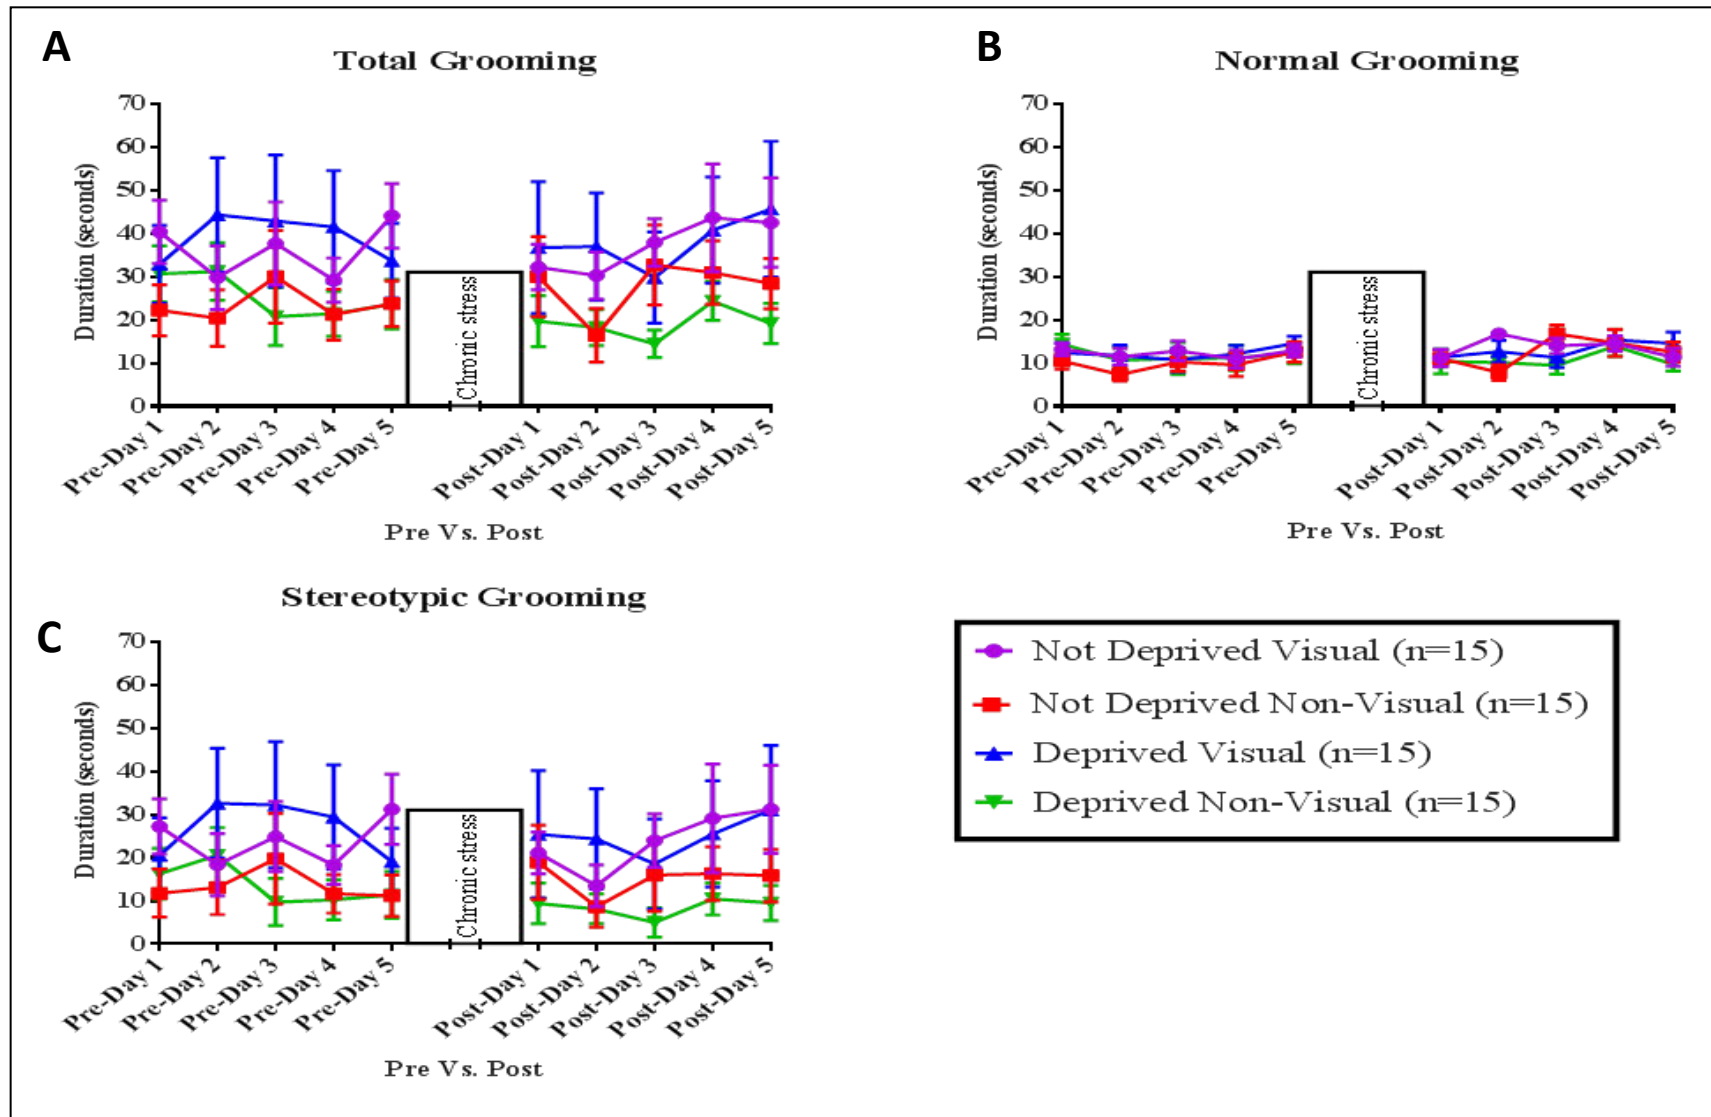 A
Total Grooming
70
60
50
40
30
20
10
0
Duration (seconds)
Chronic stress
Pre-Day 1
Pre-Day 2
Pre-Day 3
Pre-Day 4
Pre-Day 5
Post-Day 1
Post-Day 2
Post-Day 3
Post-Day 4
Post-Day 5
Pre Vs. Post
B
Normal Grooming
70
60
50
40
30
20
10
0
Duration (seconds)
Chronic stress
Pre-Day 1
Pre-Day 2
Pre-Day 3
Pre-Day 4
Pre-Day 5
Post-Day 1
Post-Day 2
Post-Day 3
Post-Day 4
Post-Day 5
Pre Vs. Post
C
Stereotypic Grooming
70
60
50
40
30
20
10
0
Duration (seconds)
Chronic stress
Pre-Day 1
Pre-Day 2
Pre-Day 3
Pre-Day 4
Pre-Day 5
Post-Day 1
Post-Day 2
Post-Day 3
Post-Day 4
Post-Day 5
Pre Vs. Post
Not Deprived Visual (n=15)
Not Deprived Non-Visual (n=15)
Deprived Visual (n=15)
Deprived Non-Visual (n=15)